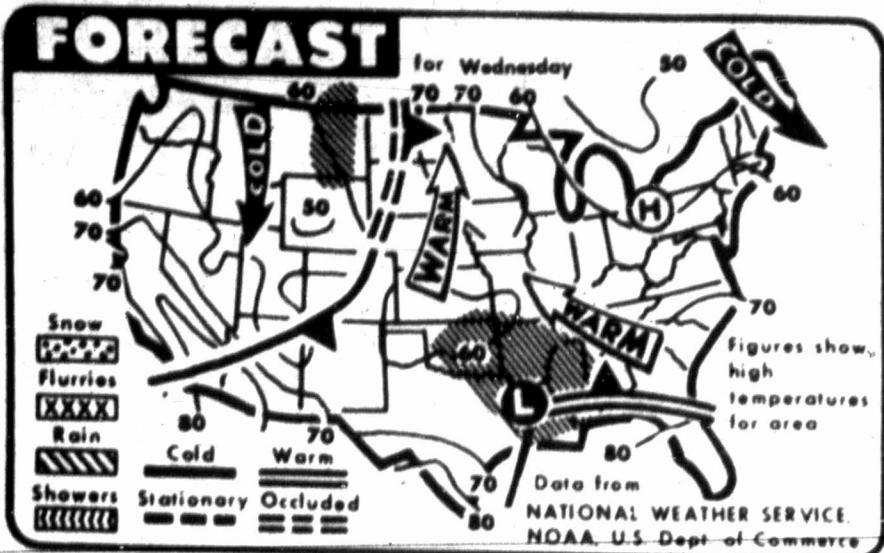 FORECAST
for Wednesday
60
70
70
60
50
COLD
COLD
50
60
H
60
70
70
WARM
WARM
70
60
L
Snow
Flurries
Rain
Showers
80
70
Cold
Warm
Stationary
Occluded
70
80
80
Figures show
high
temperatures
for area
Data from
NATIONAL WEATHER SERVICE,
NOAA, U.S. Dept of Commerce